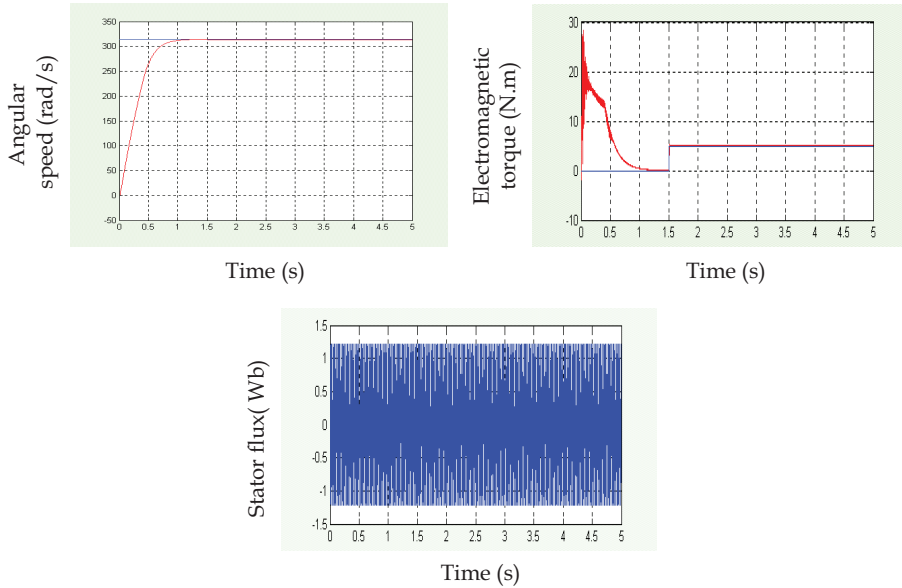 Angular
speed (rad/s)
350
300
250
200
150
100
50
0
-50
0 0.5 1 1.5 2 2.5 3 3.5 4 4.5 5
Time (s)
Electromagnetic
torque (N.m)
30
20
10
0
-10
0 0.5 1 1.5 2 2.5 3 3.5 4 4.5 5
Time (s)
Stator flux( Wb)
1.5
1
0.5
0
-0.5
-1
-1.5
0 0.5 1 1.5 2 2.5 3 3.5 4 4.5 5
Time (s)